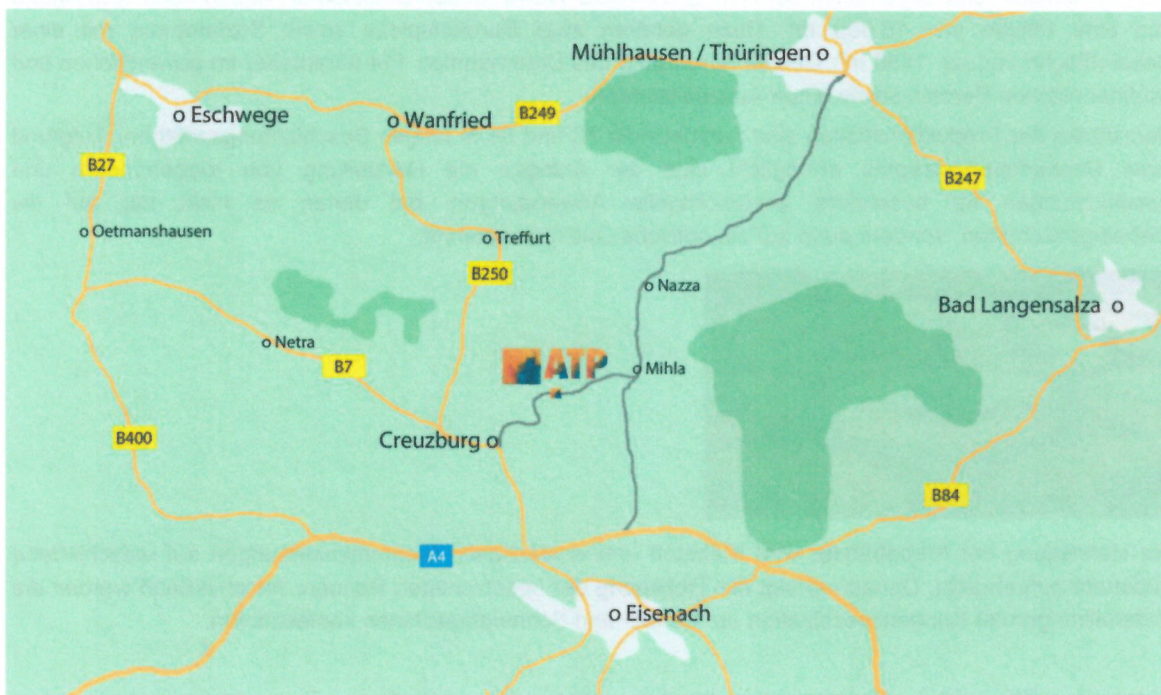 Mühlhausen / Thüringen
Eschwege
Wanfried
B249
B27
B247
Oetmanshausen
Treffurt
B250
Nazza
Bad Langensalza
Netra
B7
ATP
Mihla
Creuzburg
B400
B84
A4
Eisenach